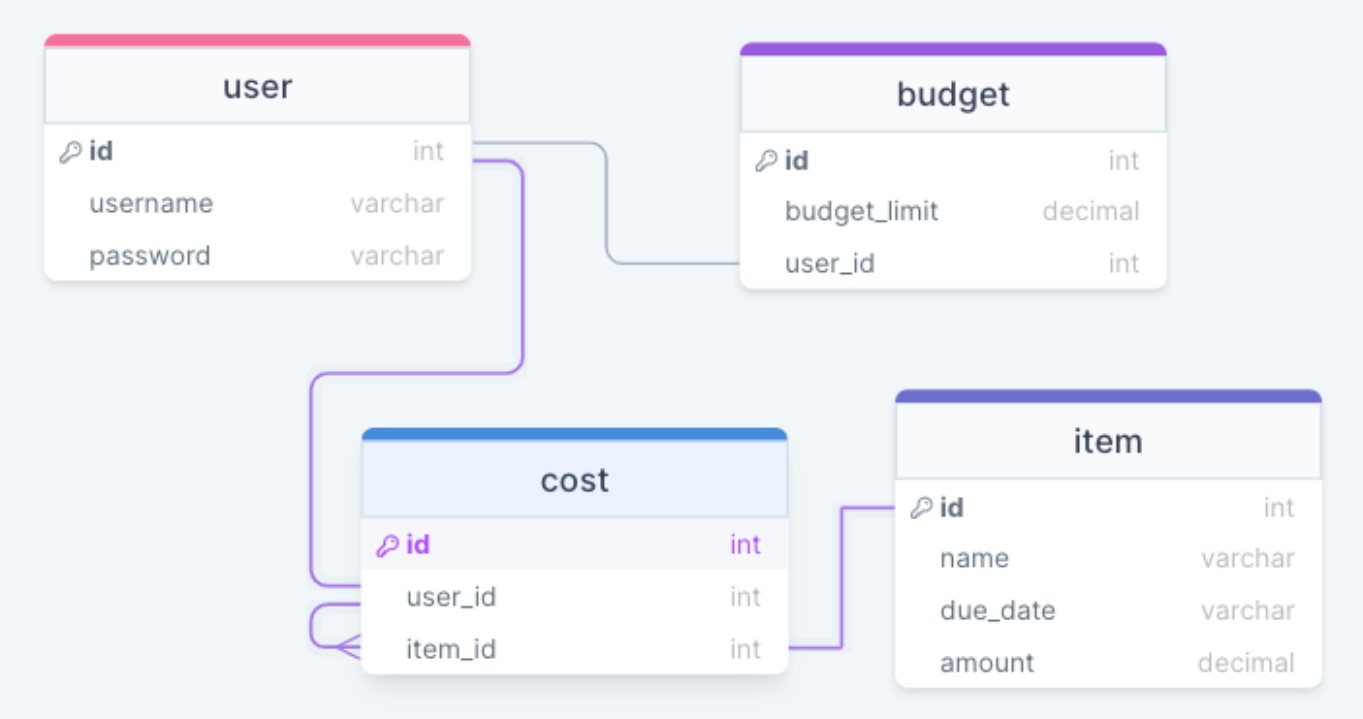 user
id int
username varchar
password varchar
budget
id int
budget_limit decimal
user_id int
cost
id int
user_id int
item_id int
item
id int
name varchar
due_date varchar
amount decimal